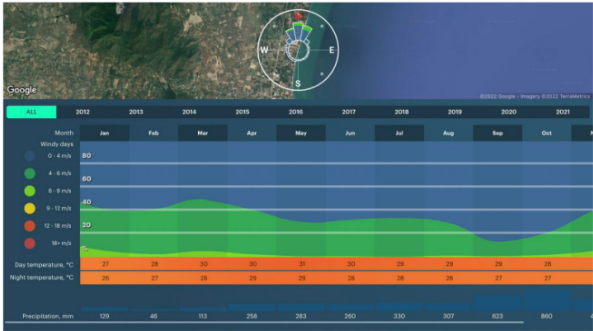 N
W E
S
Google
©2022 Google - Imagery ©2022 TerraMetrics
ALL 2012 2013 2014 2015 2016 2017 2018 2019 2020 2021
Month Jan Feb Mar Apr May Jun Jul Aug Sep Oct
Windy days
0 - 4 m/s 80
4 - 6 m/s 60
6 - 9 m/s 40
9 - 12 m/s 20
12 - 18 m/s
18+ m/s
Day temperature, °C 27 28 30 30 31 30 29 29 29 28
Night temperature, °C 26 27 28 29 29 28 28 28 27 27
Precipitation, mm 129 46 113 258 283 260 330 307 623 860